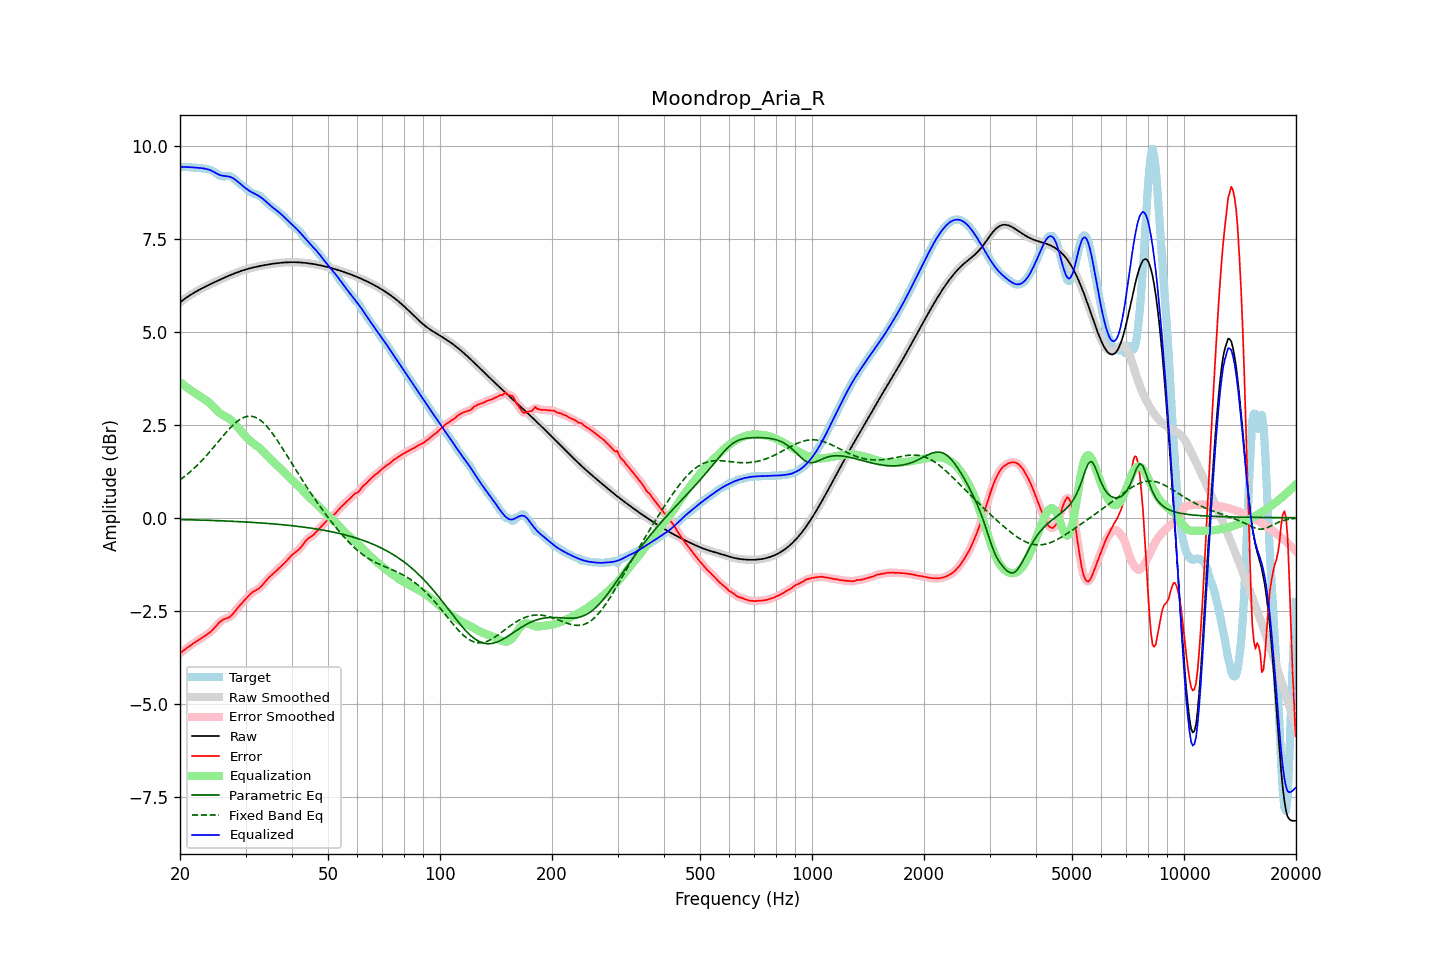 Moondrop_Aria_R
Amplitude (dBr)
10.0
7.5
5.0
2.5
0.0
−2.5
−5.0
−7.5
Target
Raw Smoothed
Error Smoothed
Raw
Error
Equalization
Parametric Eq
Fixed Band Eq
Equalized
20 50 100 200 500 1000 2000 5000 10000 20000
Frequency (Hz)